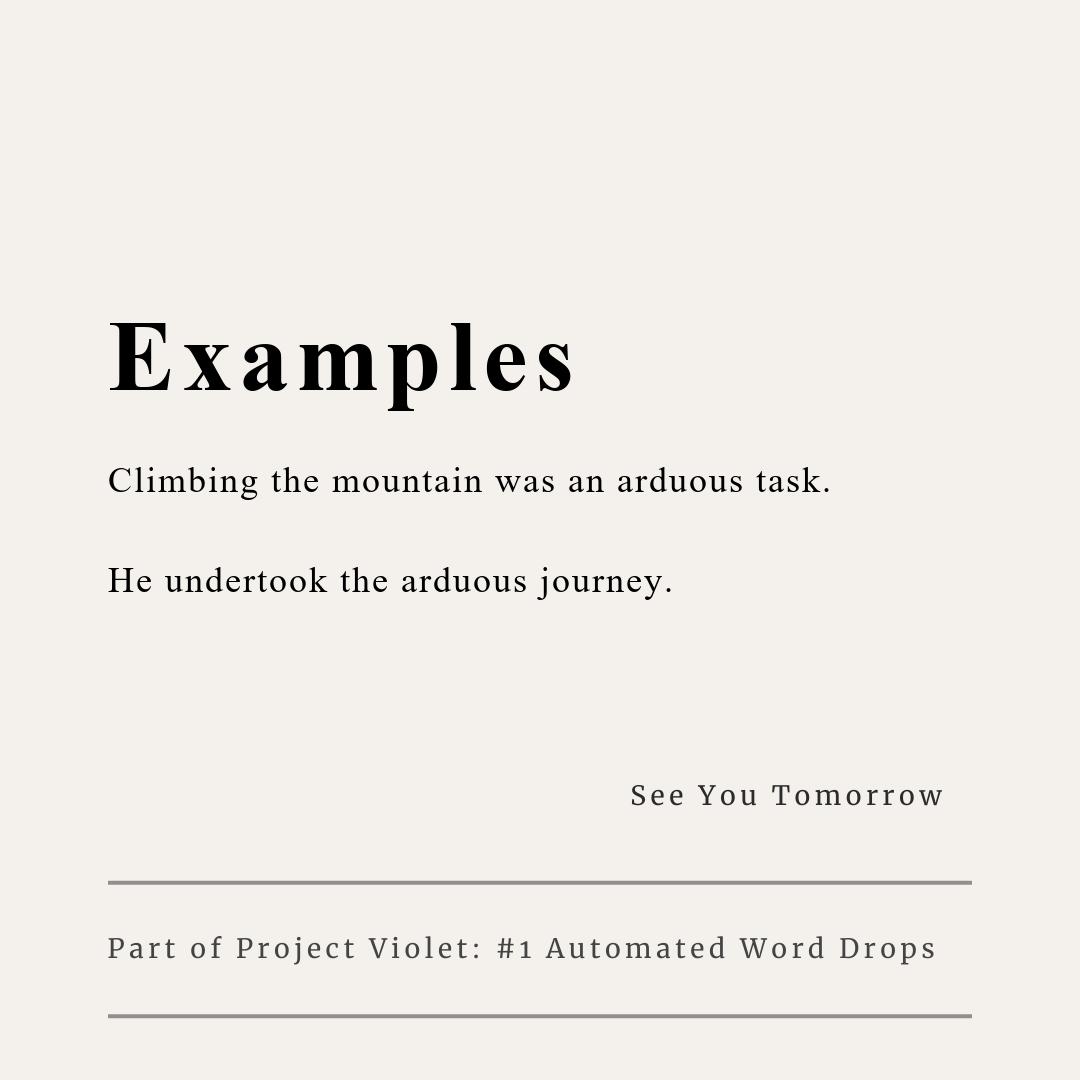 Examples
Climbing the mountain was an arduous task.
He undertook the arduous journey.
See You Tomorrow
Part of Project Violet: #1 Automated Word Drops